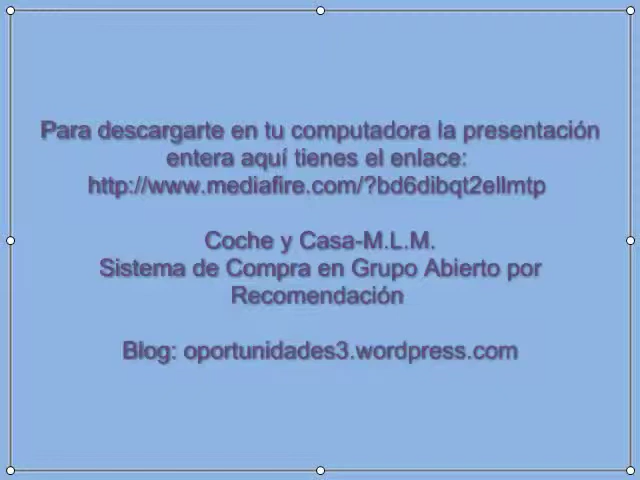 Para descargarte en tu computadora la presentación
entera aquí tienes el enlace:
http://www.mediafire.com/?bd6dibqt2ellmtp
Coche y Casa-M.L.M.
Sistema de Compra en Grupo Abierto por
Recomendación
Blog: oportunidades3.wordpress.com